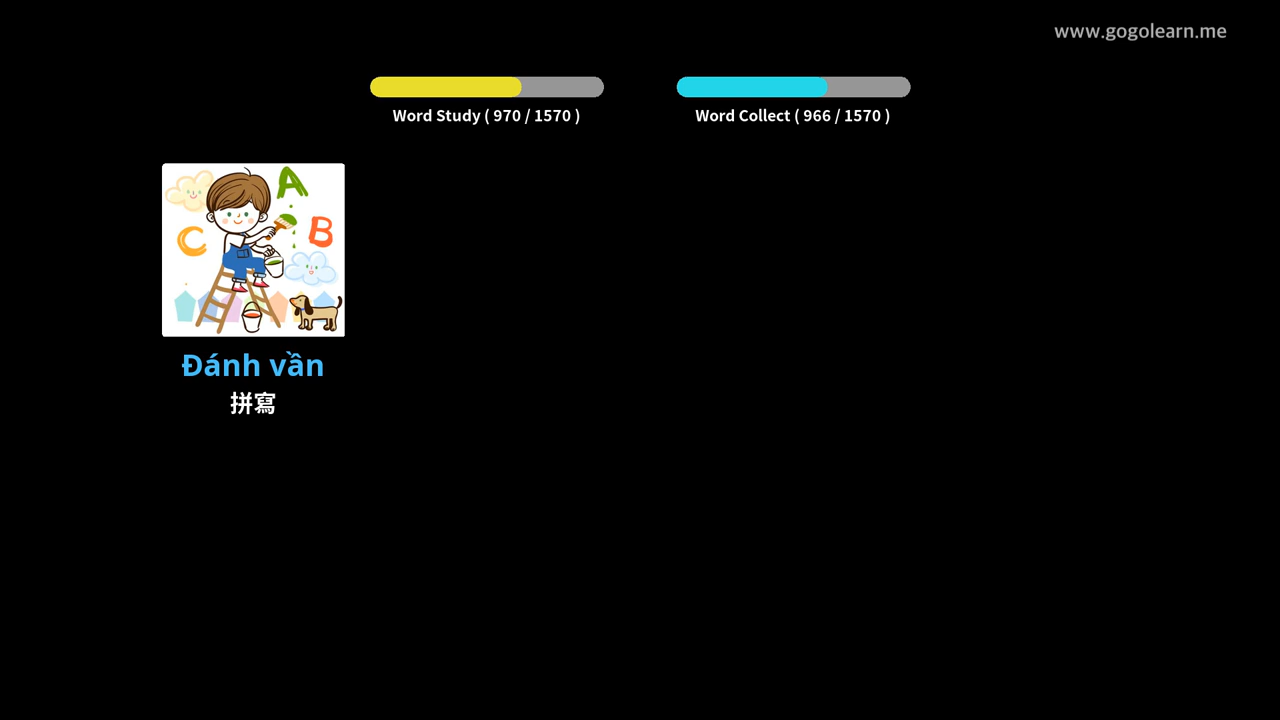 www.gogolearn.me
Word Study ( 970 / 1570 )
Word Collect ( 966 / 1570 )
A
B
C
Đánh vần
拼寫